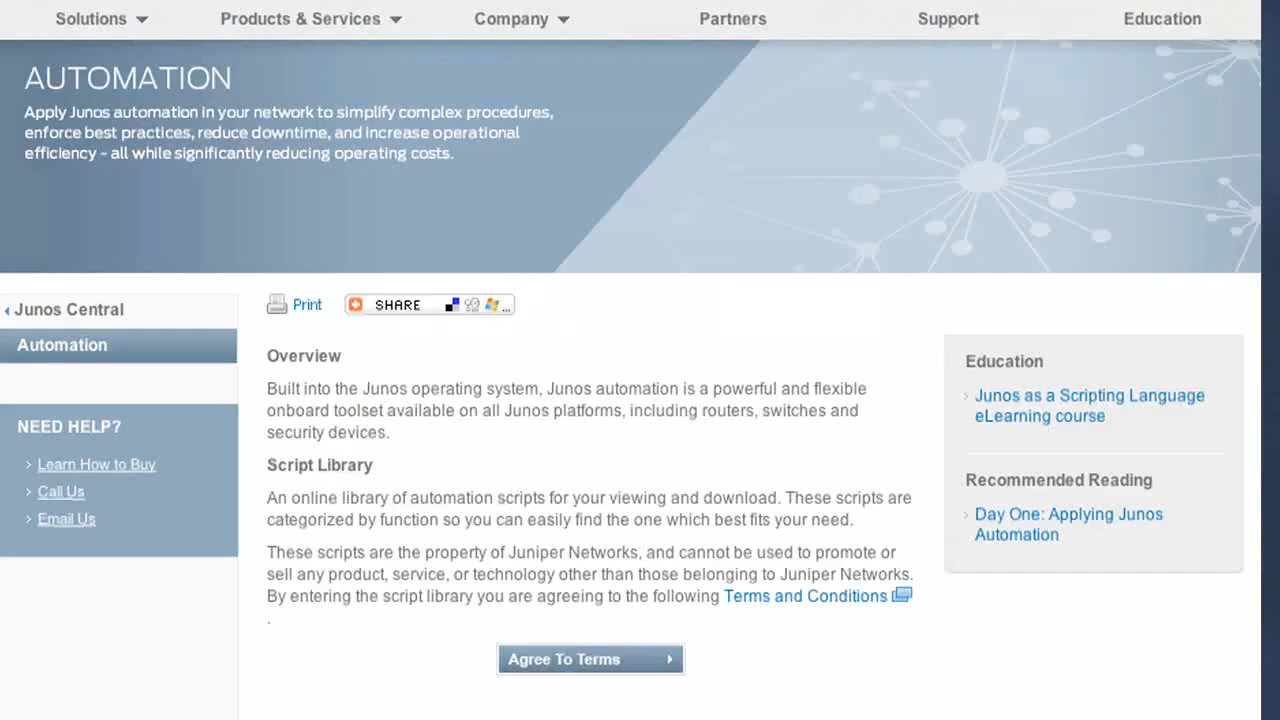 Solutions Products & Services Company Partners Support Education
AUTOMATION
Apply Junos automation in your network to simplify complex procedures,
enforce best practices, reduce downtime, and increase operational
efficiency - all while significantly reducing operating costs.
Junos Central
Automation
NEED HELP?
Learn How to Buy
Call Us
Email Us
Print SHARE ...
Overview
Built into the Junos operating system, Junos automation is a powerful and flexible
onboard toolset available on all Junos platforms, including routers, switches and
security devices.
Script Library
An online library of automation scripts for your viewing and download. These scripts are
categorized by function so you can easily find the one which best fits your need.
These scripts are the property of Juniper Networks, and cannot be used to promote or
sell any product, service, or technology other than those belonging to Juniper Networks.
By entering the script library you are agreeing to the following Terms and Conditions
.
Agree To Terms
Education
Junos as a Scripting Language
eLearning course
Recommended Reading
Day One: Applying Junos
Automation